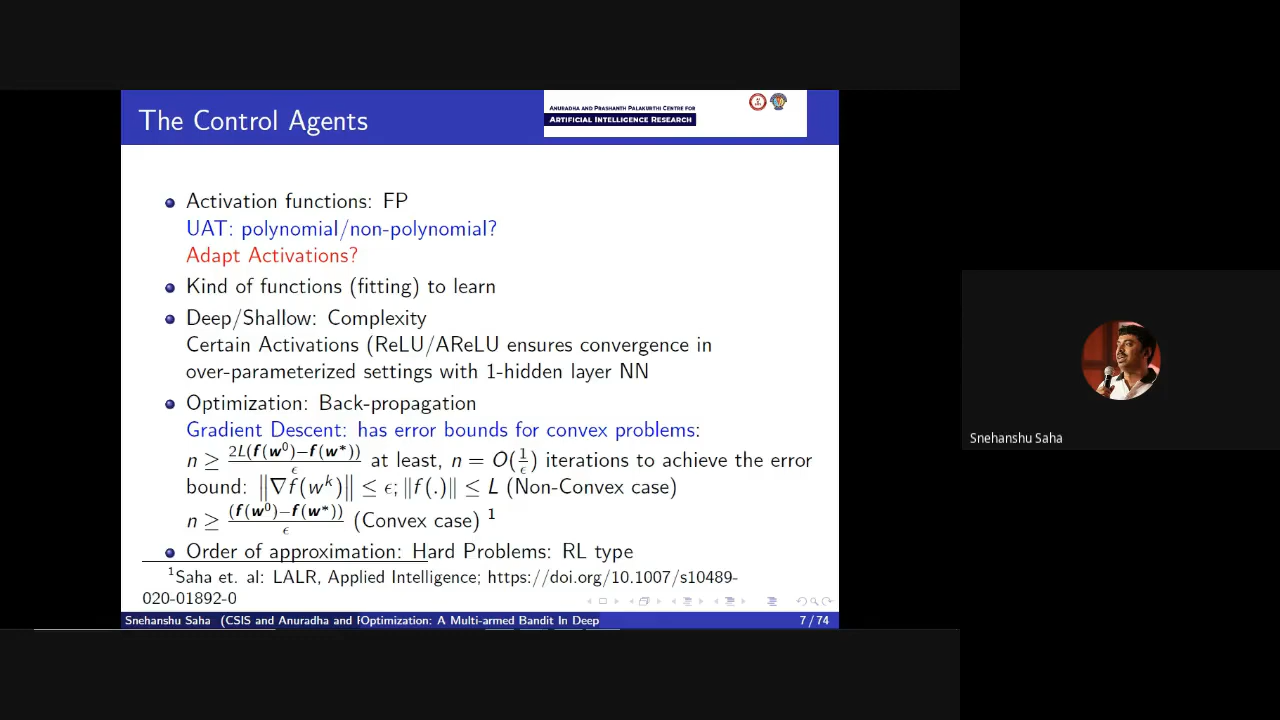 The Control Agents
ANURADHA AND PRASHANTH PALAKURTHI CENTRE FOR
ARTIFICIAL INTELLIGENCE RESEARCH
Activation functions: FP
UAT: polynomial/non-polynomial?
Adapt Activations?
Kind of functions (fitting) to learn
Deep/Shallow: Complexity
Certain Activations (ReLU/AReLU ensures convergence in
over-parameterized settings with 1-hidden layer NN
Optimization: Back-propagation
Gradient Descent: has error bounds for convex problems:
n ≥ 2L(f(w⁰)−f(w*))/ϵ at least, n = O(1/ϵ) iterations to achieve the error
bound: ‖∇f(wᵏ)‖ ≤ ϵ; ‖f(.)‖ ≤ L (Non-Convex case)
n ≥ (f(w⁰)−f(w*))/ϵ (Convex case) ¹
Order of approximation: Hard Problems: RL type
¹Saha et. al: LALR, Applied Intelligence; https://doi.org/10.1007/s10489-
020-01892-0
Snehanshu Saha (CSIS and Anuradha and POptimization: A Multi-armed Bandit In Deep 7 / 74
Snehanshu Saha